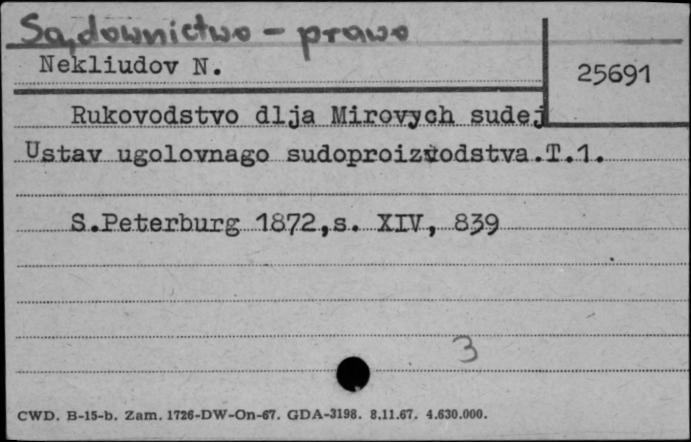 Sądownictwo - prawo
Nekliudov N.
25691
Rukovodstvo dlja Mirovych sudej
Ustav ugolovnago sudoproizvodstva.T.1.
S.Peterburg 1872,s. XIV, 839
3
CWD. B-15-b. Zam. 1726-DW-On-67. GDA-3198. 8.11.67. 4.630.000.